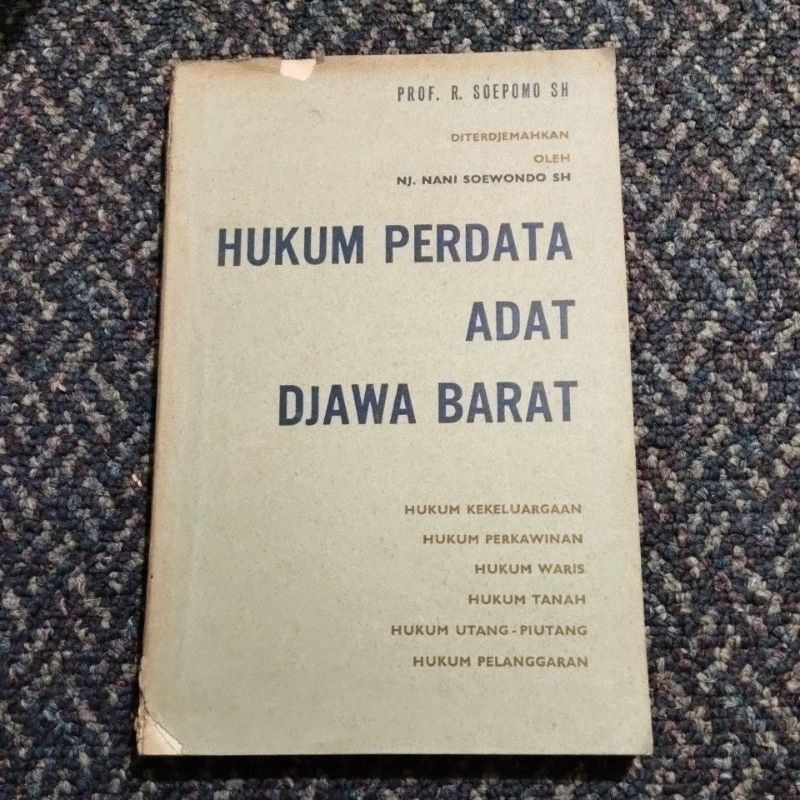 PROF. R. SOEPOMO SH
DITERDJEMAHKAN
OLEH
NJ. NANI SOEWONDO SH
HUKUM PERDATA
ADAT
DJAWA BARAT
HUKUM KEKELUARGAAN
HUKUM PERKAWINAN
HUKUM WARIS
HUKUM TANAH
HUKUM UTANG-PIUTANG
HUKUM PELANGGARAN